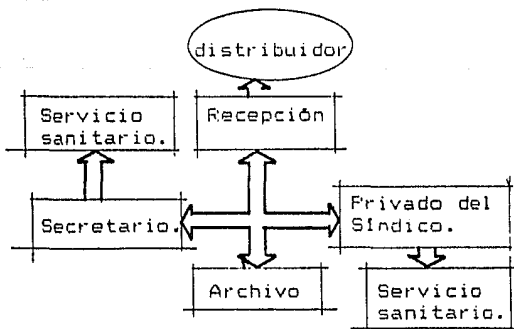 distribuidor
Servicio
sanitario.
Recepción
Secretario.
Privado del
Síndico.
Archivo
Servicio
sanitario.